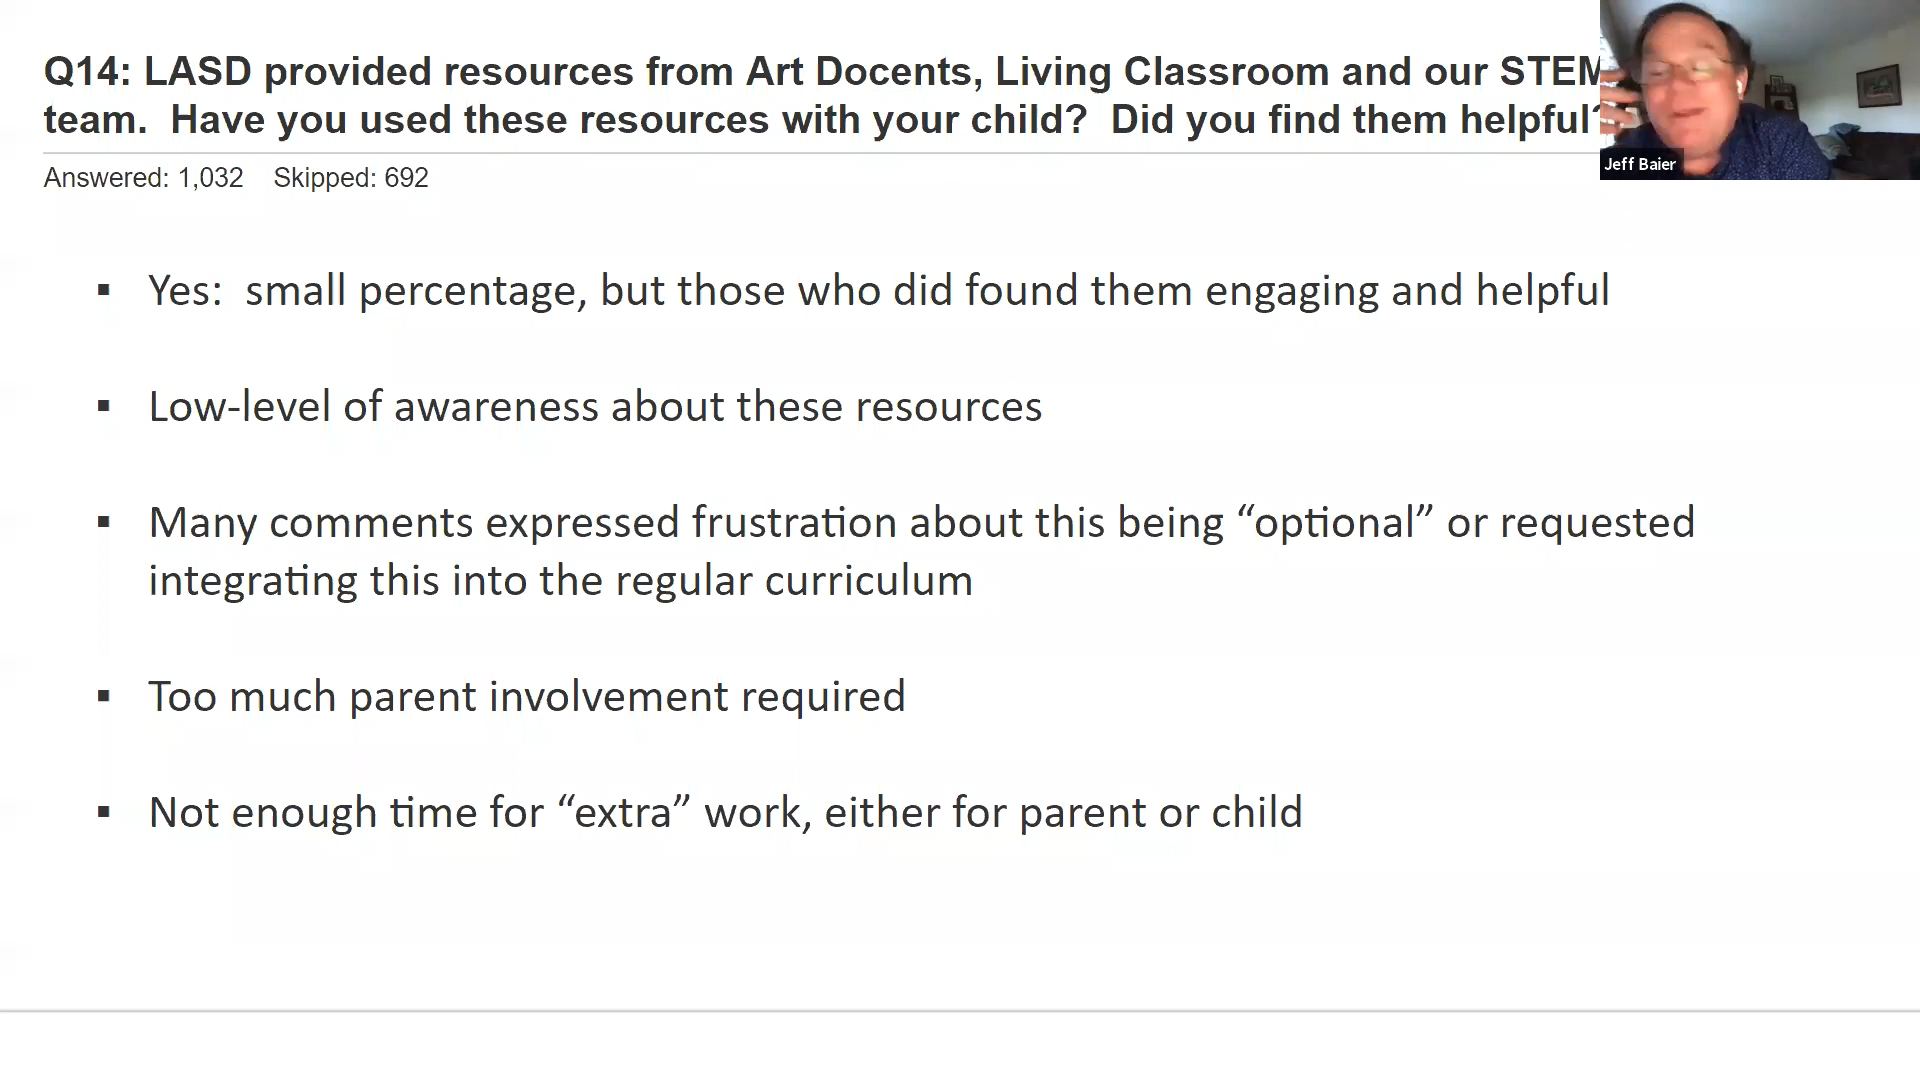 Q14: LASD provided resources from Art Docents, Living Classroom and our STEM
team.  Have you used these resources with your child?  Did you find them helpful?
Jeff Baier
Answered: 1,032    Skipped: 692
▪ Yes:  small percentage, but those who did found them engaging and helpful
▪ Low-level of awareness about these resources
▪ Many comments expressed frustration about this being “optional” or requested
integrating this into the regular curriculum
▪ Too much parent involvement required
▪ Not enough time for “extra” work, either for parent or child